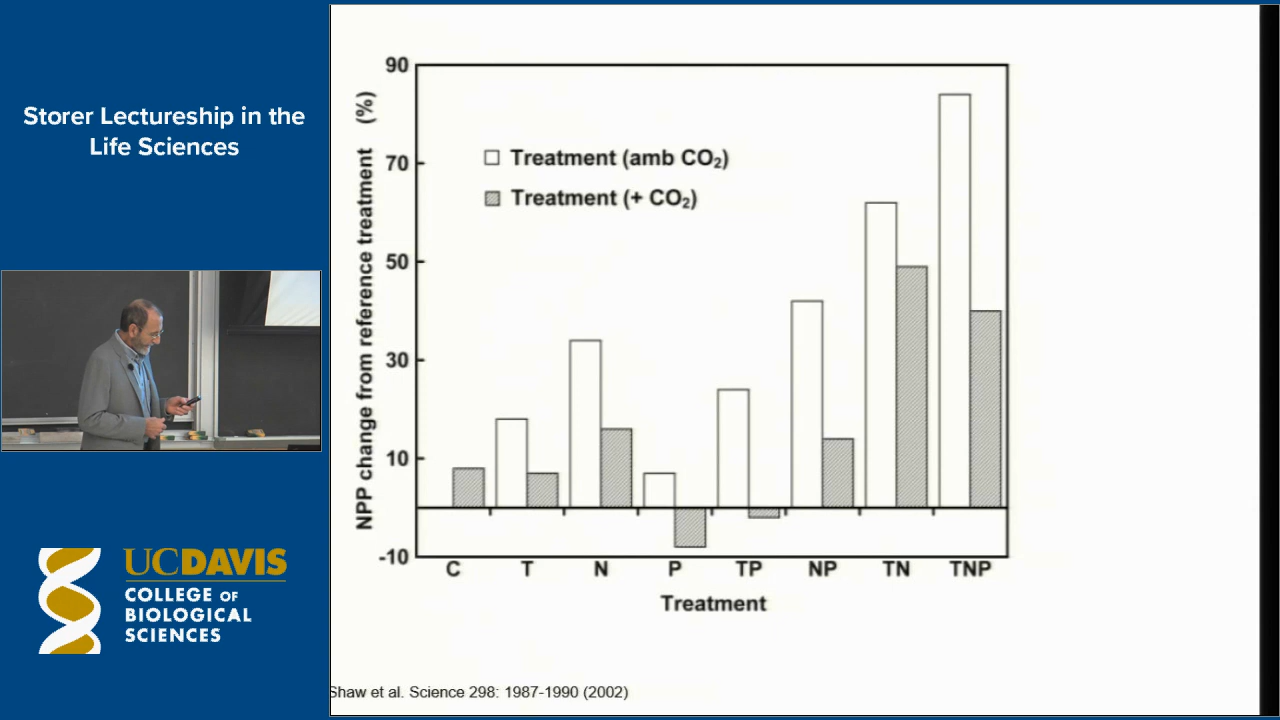 Storer Lectureship in the
Life Sciences
UCDAVIS
COLLEGE OF
BIOLOGICAL
SCIENCES
NPP change from reference treatment (%)
90
70
50
30
10
-10
Treatment (amb CO₂)
Treatment (+ CO₂)
C T N P TP NP TN TNP
Treatment
Shaw et al. Science 298: 1987-1990 (2002)